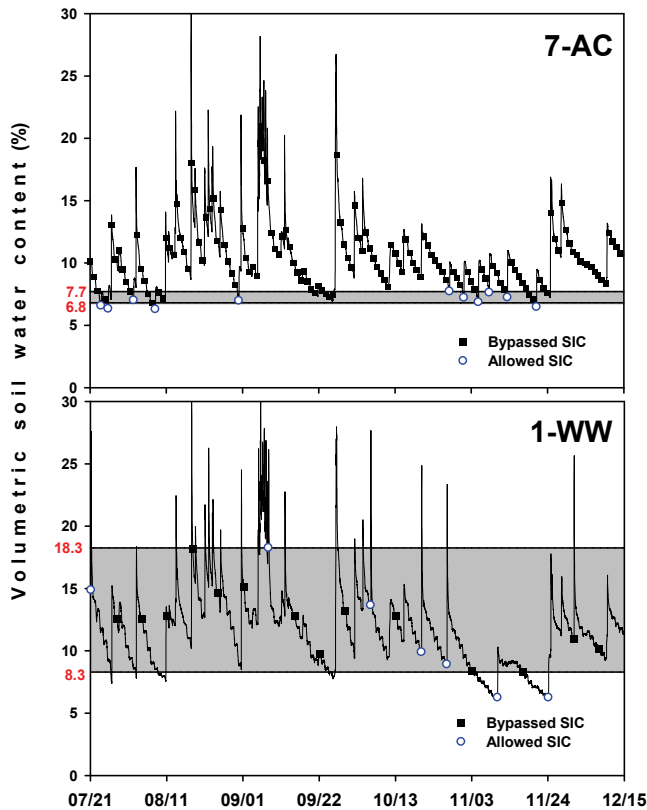 30
7-AC
25
20
15
10
7.7
6.8
5
0
Bypassed SIC
Allowed SIC
Volumetric soil water content (%)
30
1-WW
25
20
18.3
15
10
8.3
5
0
Bypassed SIC
Allowed SIC
07/21 08/11 09/01 09/22 10/13 11/03 11/24 12/15